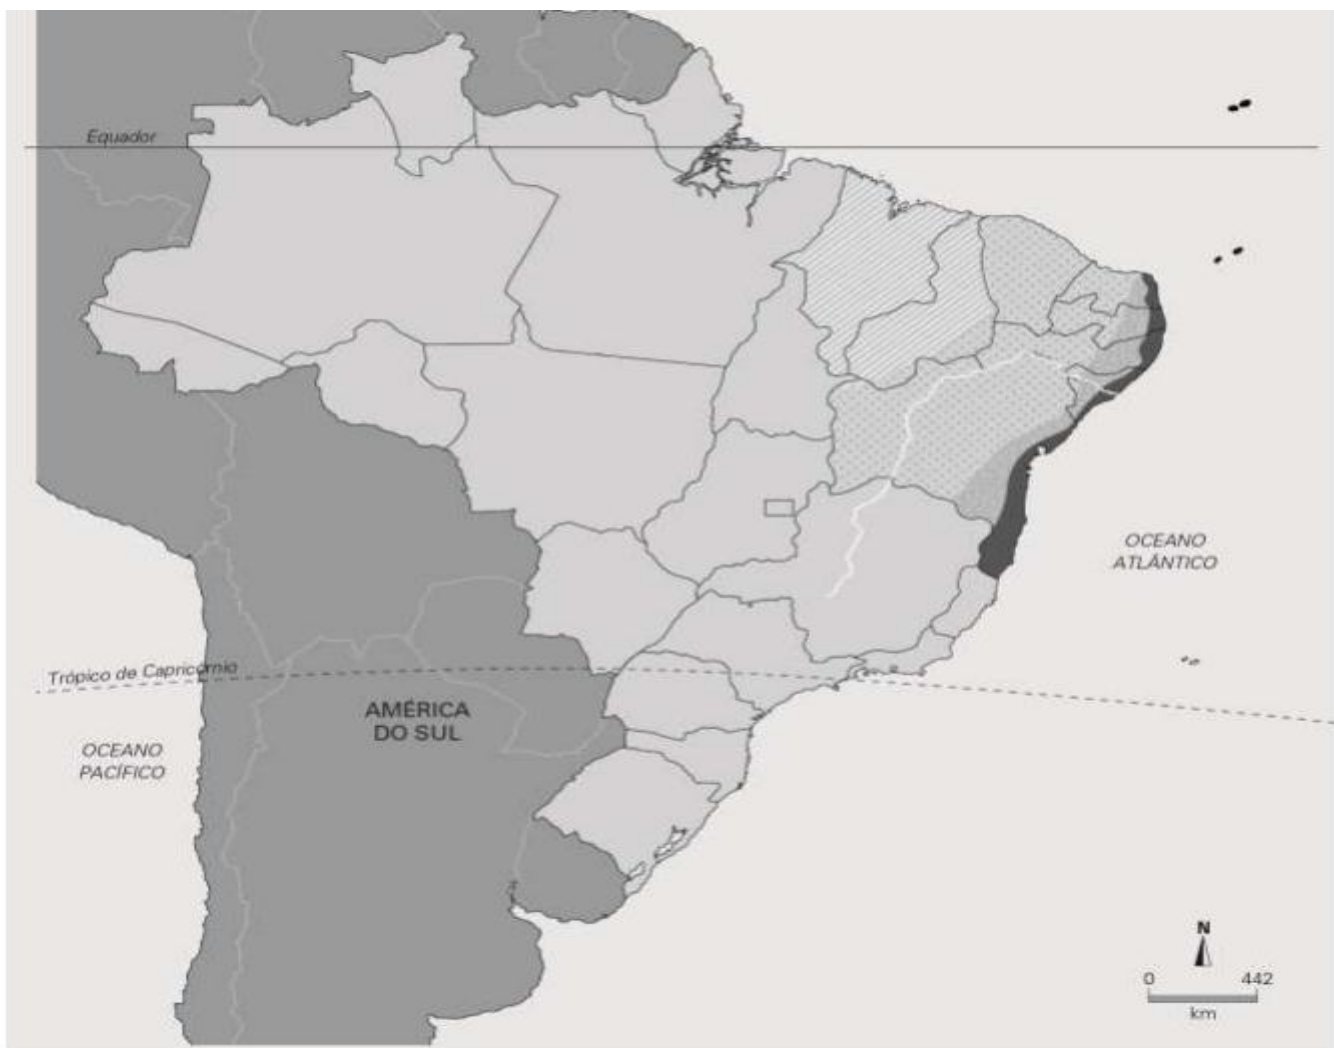 Equador
OCEANO
ATLÂNTICO
Trópico de Capricórnio
AMÉRICA
DO SUL
OCEANO
PACÍFICO
N
0 442
km